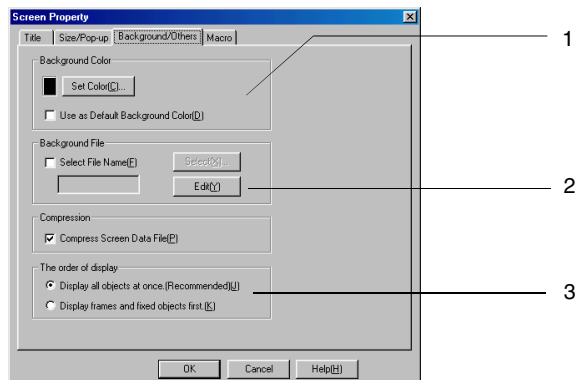 Screen Property
Title Size/Pop-up Background/Others Macro
1
Background Color
Set Color(C)...
Use as Default Background Color(D)
Background File
Select File Name(F) Select(X)...
Edit(Y)
2
Compression
Compress Screen Data File(P)
The order of display
Display all objects at once.(Recommended)(J)
3
Display frames and fixed objects first.(K)
OK Cancel Help(H)